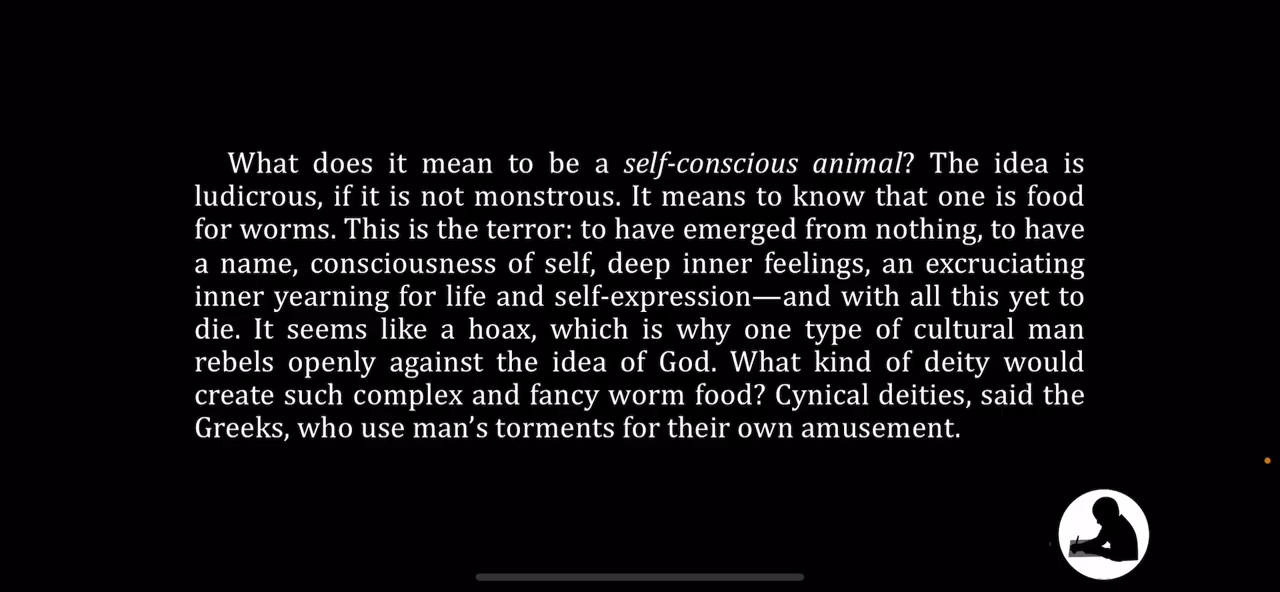 What does it mean to be a self-conscious animal? The idea is
ludicrous, if it is not monstrous. It means to know that one is food
for worms. This is the terror: to have emerged from nothing, to have
a name, consciousness of self, deep inner feelings, an excruciating
inner yearning for life and self-expression—and with all this yet to
die. It seems like a hoax, which is why one type of cultural man
rebels openly against the idea of God. What kind of deity would
create such complex and fancy worm food? Cynical deities, said the
Greeks, who use man’s torments for their own amusement.